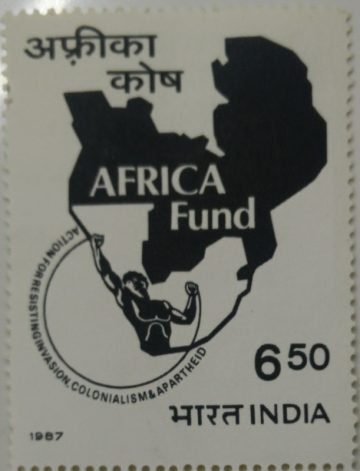 अफ़्रीका
कोष
AFRICA
Fund
ACTION FOR RESISTING INVASION, COLONIALISM & APARTHEID
6 50
भारत INDIA
1987